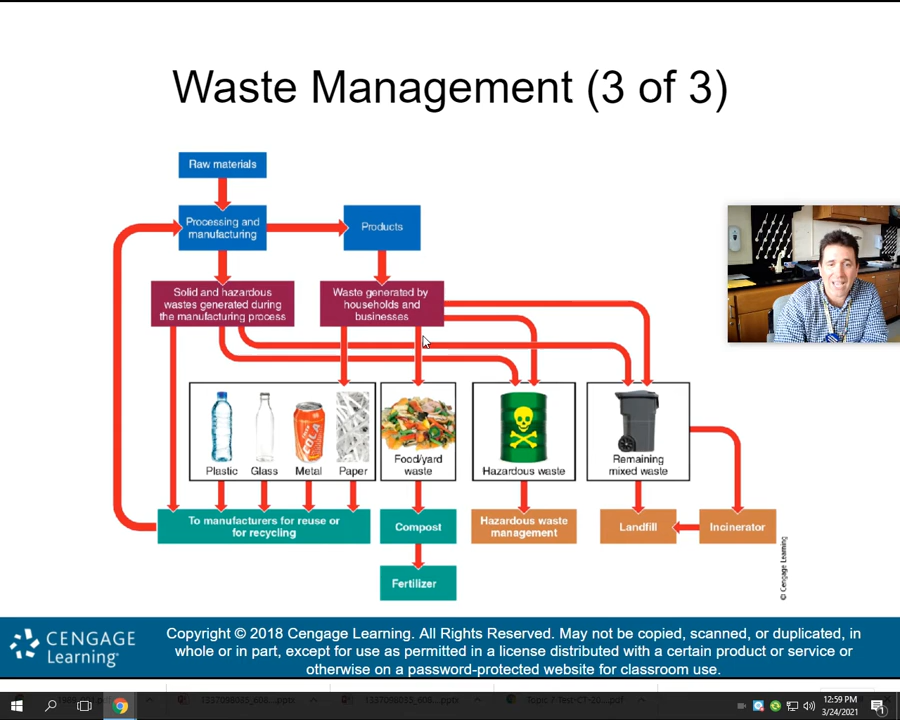 Waste Management (3 of 3)
Raw materials
Processing and
manufacturing
Products
Solid and hazardous
wastes generated during
the manufacturing process
Waste generated by
households and
businesses
Plastic
Glass
Metal
Paper
Food/yard
waste
Hazardous waste
Remaining
mixed waste
To manufacturers for reuse or
for recycling
Compost
Hazardous waste
management
Landfill
Incinerator
Fertilizer
© Cengage Learning
CENGAGE
Learning™
Copyright © 2018 Cengage Learning. All Rights Reserved. May not be copied, scanned, or duplicated, in
whole or in part, except for use as permitted in a license distributed with a certain product or service or
otherwise on a password-protected website for classroom use.
12:59 PM
3/24/2021